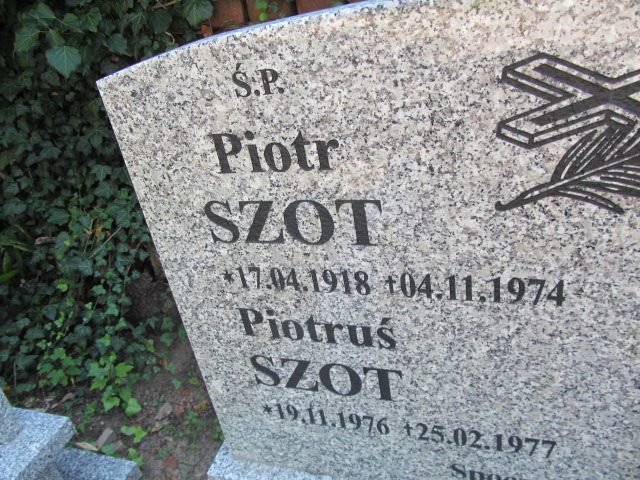 Ś.P.
Piotr
SZOT
*17.04.1918 †04.11.1974
Piotruś
SZOT
*19.11.1976 †25.02.1977